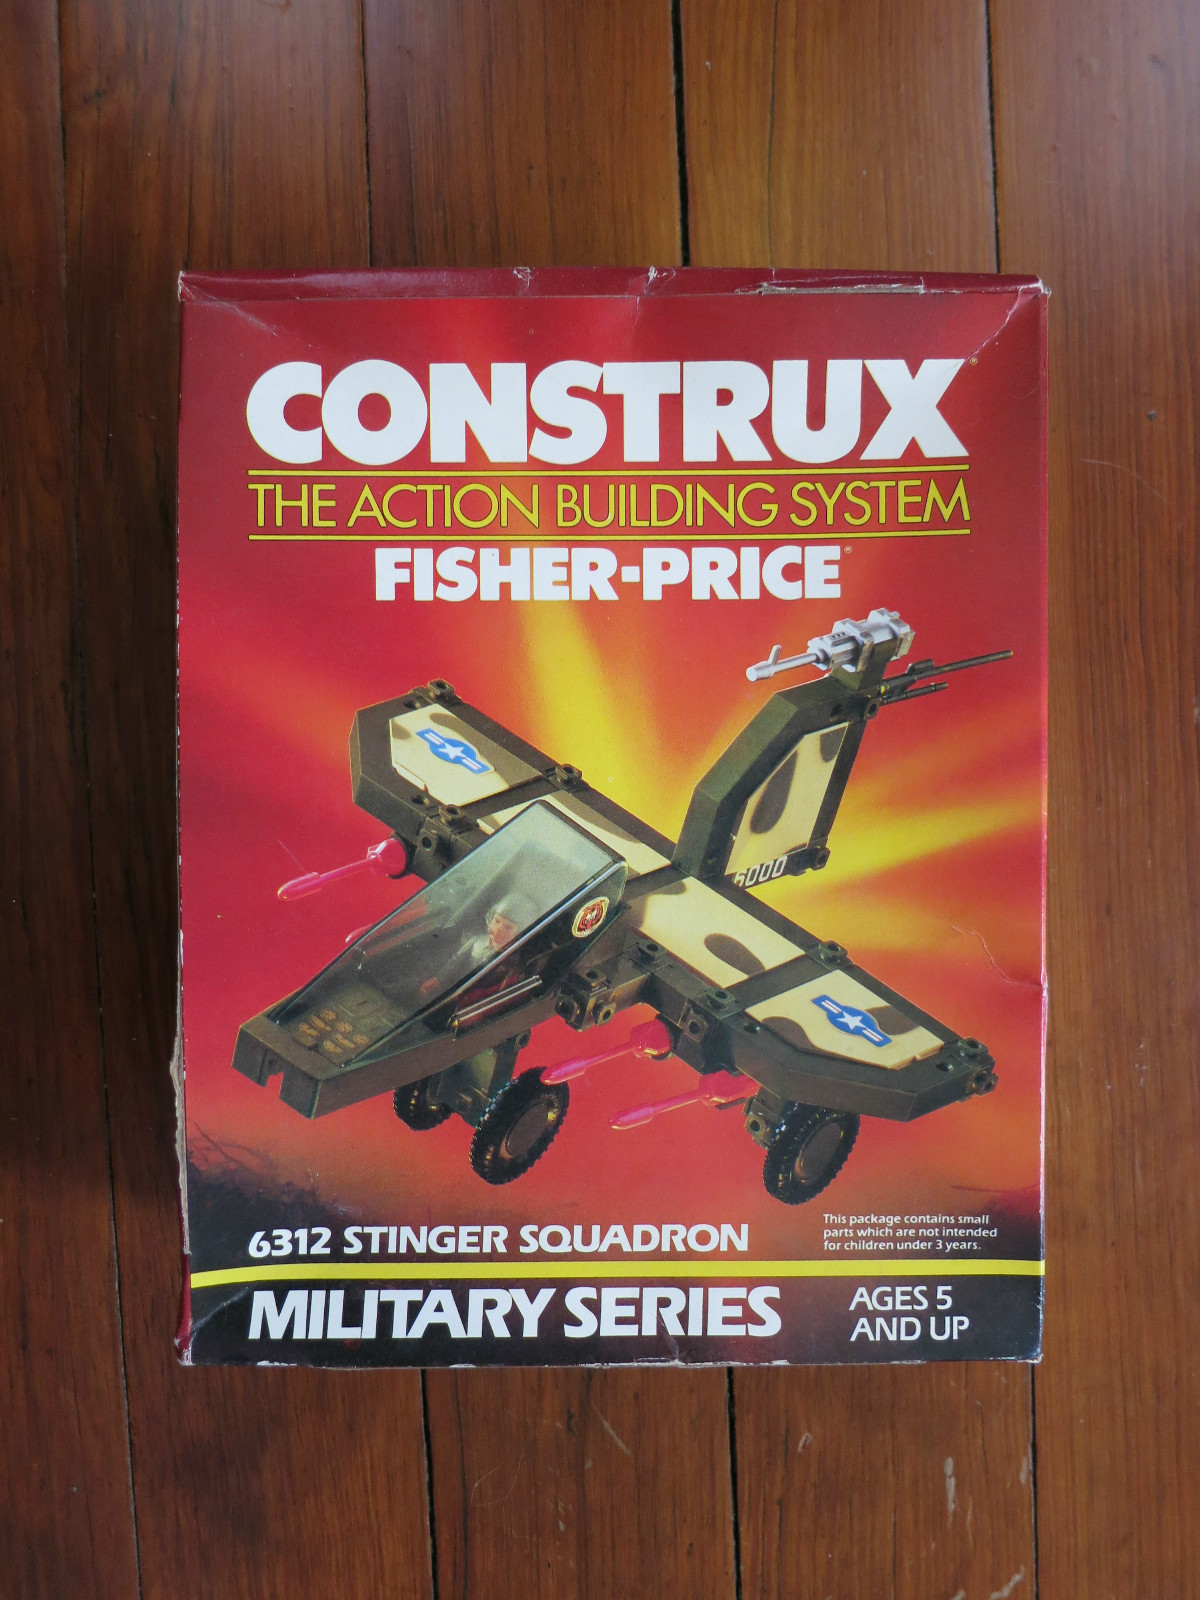 CONSTRUX®
THE ACTION BUILDING SYSTEM
FISHER-PRICE®
6000
6312 STINGER SQUADRON
This package contains small
parts which are not intended
for children under 3 years.
MILITARY SERIES
AGES 5
AND UP